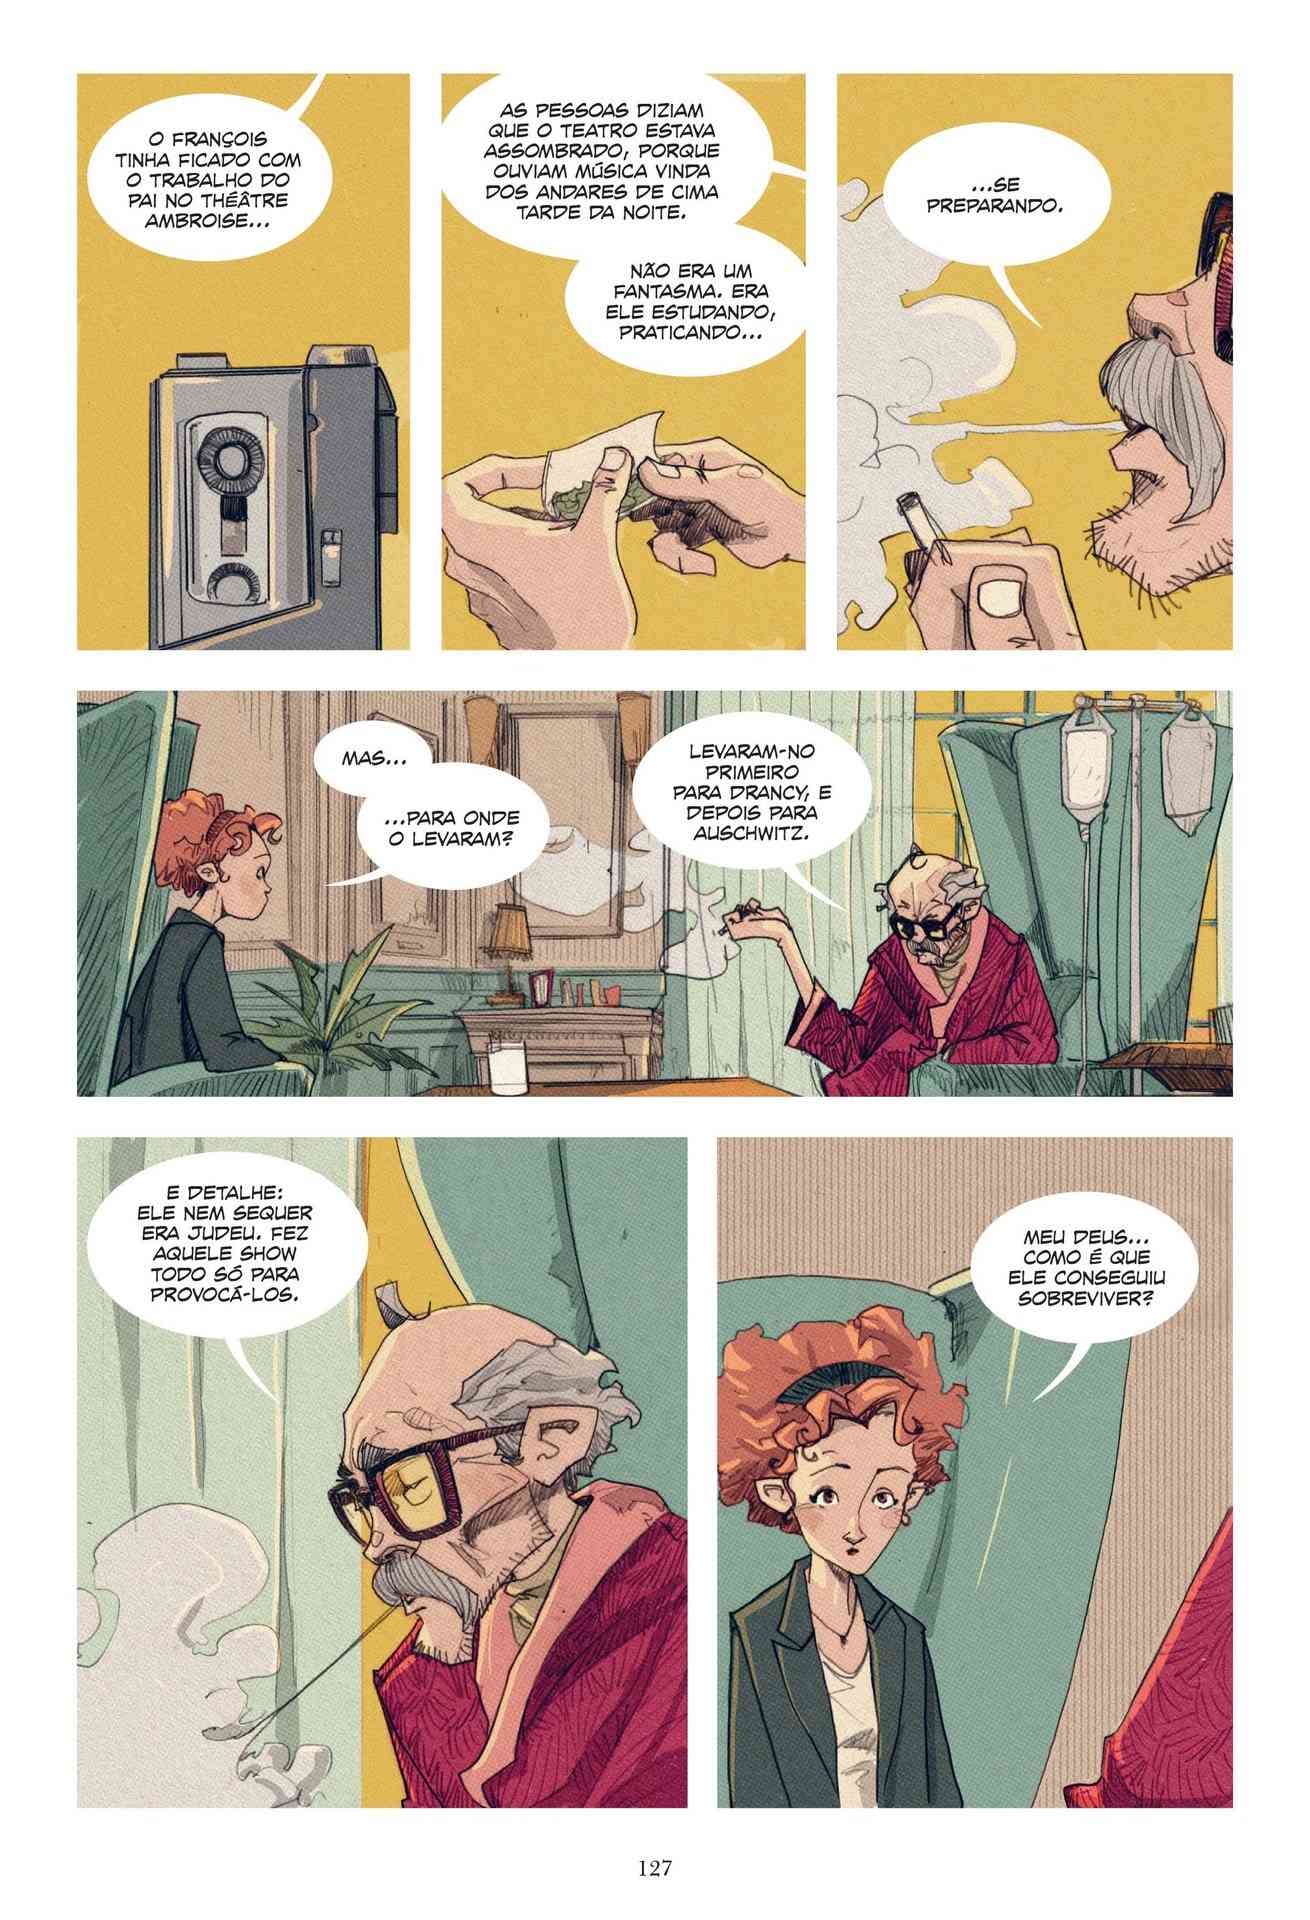 O FRANÇOIS
TINHA FICADO COM
O TRABALHO DO
PAI NO THÉÂTRE
AMBROISE...
AS PESSOAS DIZIAM
QUE O TEATRO ESTAVA
ASSOMBRADO, PORQUE
OUVIAM MÚSICA VINDA
DOS ANDARES DE CIMA
TARDE DA NOITE.
NÃO ERA UM
FANTASMA. ERA
ELE ESTUDANDO,
PRATICANDO...
...SE
PREPARANDO.
MAS...
...PARA ONDE
O LEVARAM?
LEVARAM-NO
PRIMEIRO
PARA DRANCY, E
DEPOIS PARA
AUSCHWITZ.
E DETALHE:
ELE NEM SEQUER
ERA JUDEU. FEZ
AQUELE SHOW
TODO SÓ PARA
PROVOCÁ-LOS.
MEU DEUS...
COMO É QUE
ELE CONSEGUIU
SOBREVIVER?
127